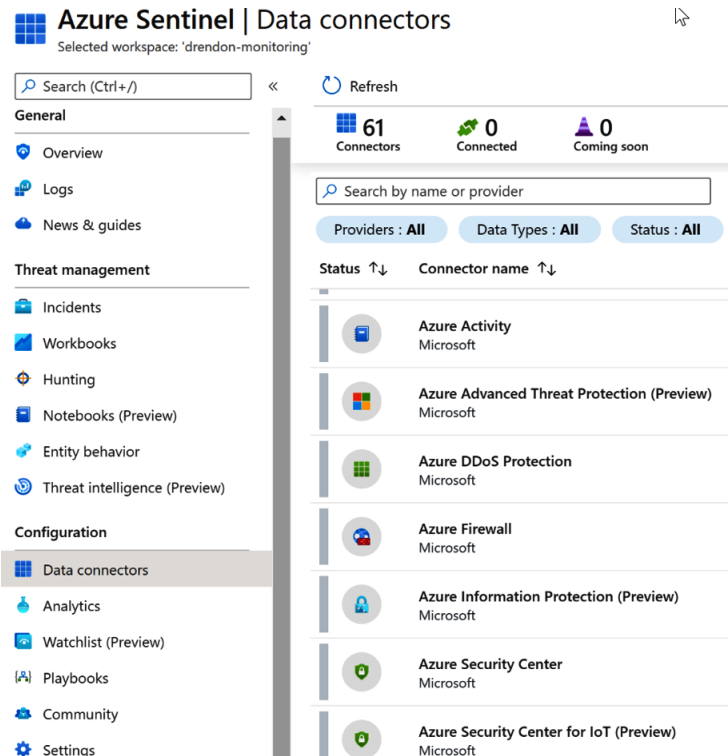 Azure Sentinel | Data connectors
Selected workspace: 'drendon-monitoring'
Search (Ctrl+/)
«
General
Overview
Logs
News & guides
Threat management
Incidents
Workbooks
Hunting
Notebooks (Preview)
Entity behavior
Threat intelligence (Preview)
Configuration
Data connectors
Analytics
Watchlist (Preview)
Playbooks
Community
Settings
Refresh
61 Connectors
0 Connected
0 Coming soon
Search by name or provider
Providers : All Data Types : All Status : All
Status ↑↓ Connector name ↑↓
Azure Activity
Microsoft
Azure Advanced Threat Protection (Preview)
Microsoft
Azure DDoS Protection
Microsoft
Azure Firewall
Microsoft
Azure Information Protection (Preview)
Microsoft
Azure Security Center
Microsoft
Azure Security Center for IoT (Preview)
Microsoft